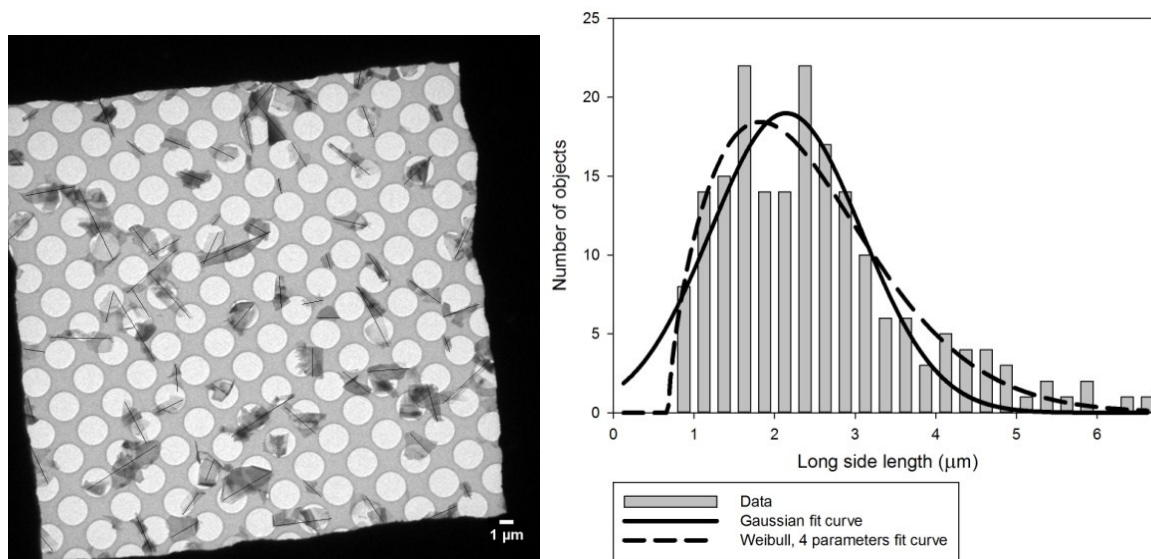 1 µm
25
20
15
10
5
0
Number of objects
0 1 2 3 4 5 6
Long side length (µm)
Data
Gaussian fit curve
Weibull, 4 parameters fit curve